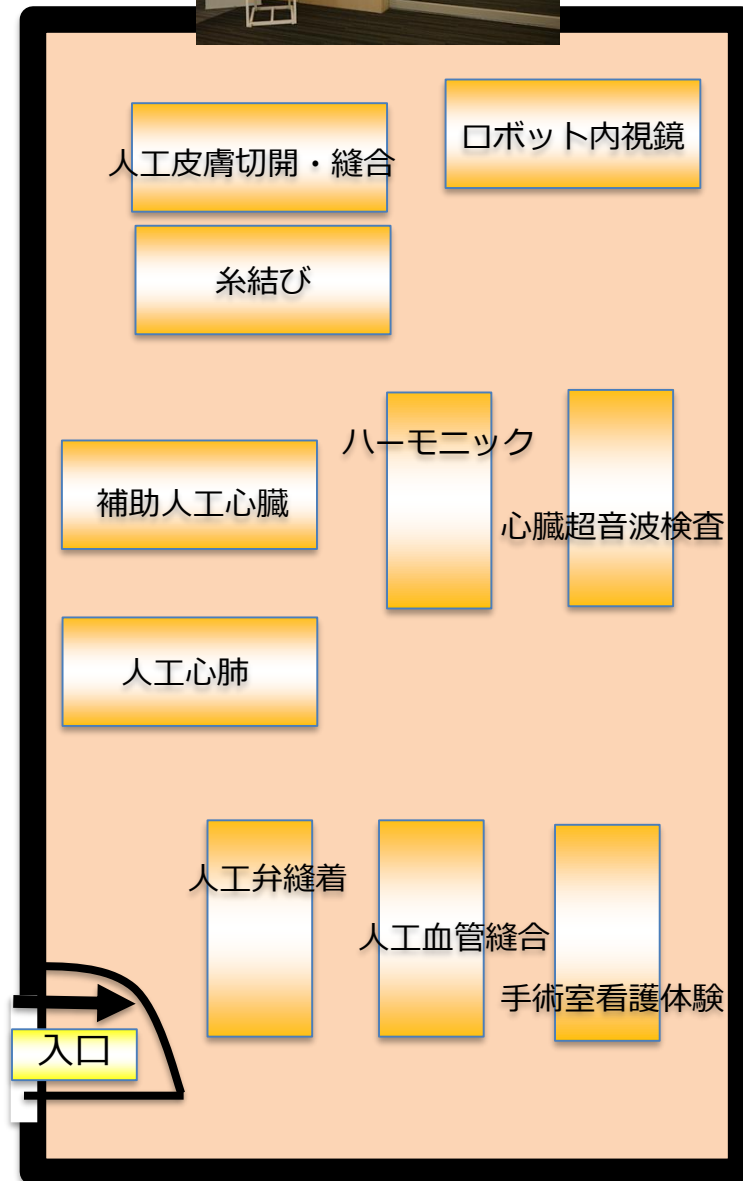 人工皮膚切開・縫合
ロボット内視鏡
糸結び
ハーモニック
補助人工心臓
心臓超音波検査
人工心肺
人工弁縫着
人工血管縫合
手術室看護体験
入口